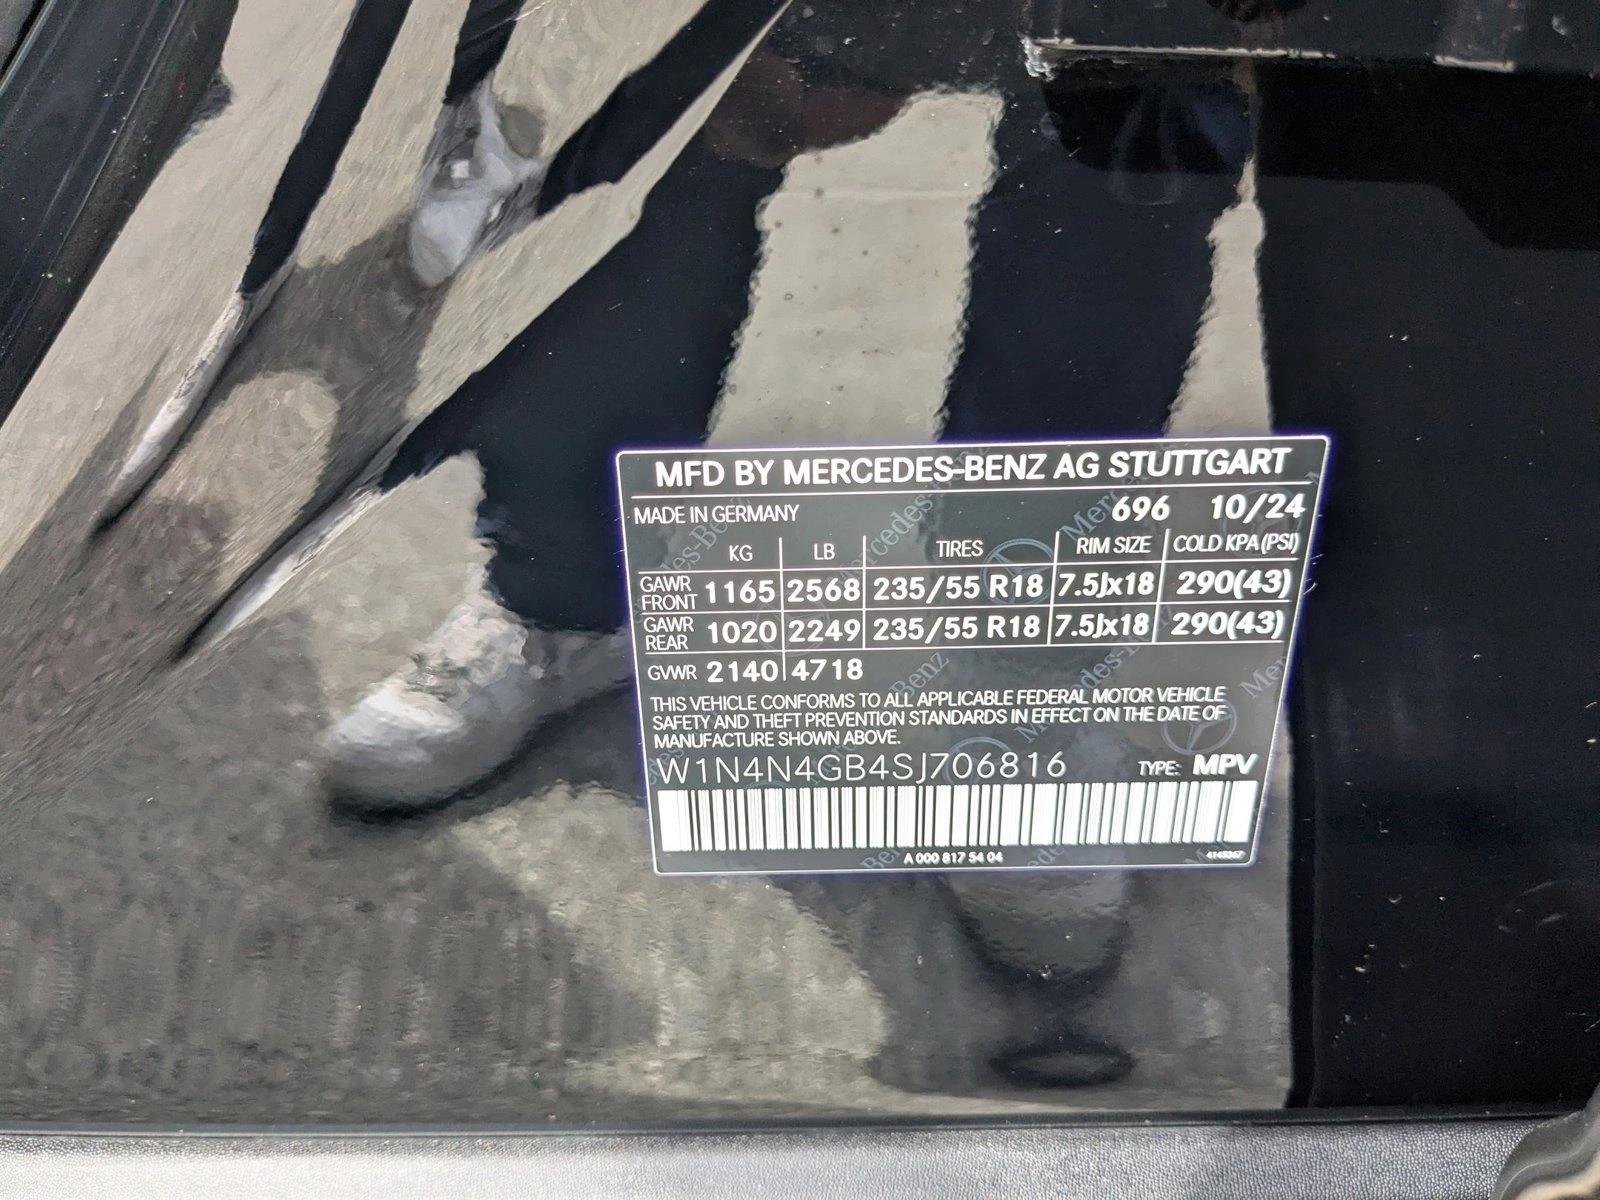 MFD BY MERCEDES-BENZ AG STUTTGART
MADE IN GERMANY 696 10/24
KG LB TIRES RIM SIZE COLD KPA(PSI)
GAWR FRONT 1165 2568 235/55 R18 7.5Jx18 290(43)
GAWR REAR 1020 2249 235/55 R18 7.5Jx18 290(43)
GVWR 2140 4718
THIS VEHICLE CONFORMS TO ALL APPLICABLE FEDERAL MOTOR VEHICLE
SAFETY AND THEFT PREVENTION STANDARDS IN EFFECT ON THE DATE OF
MANUFACTURE SHOWN ABOVE.
W1N4N4GB4SJ706816 TYPE: MPV
A 000 817 54 04 4145367